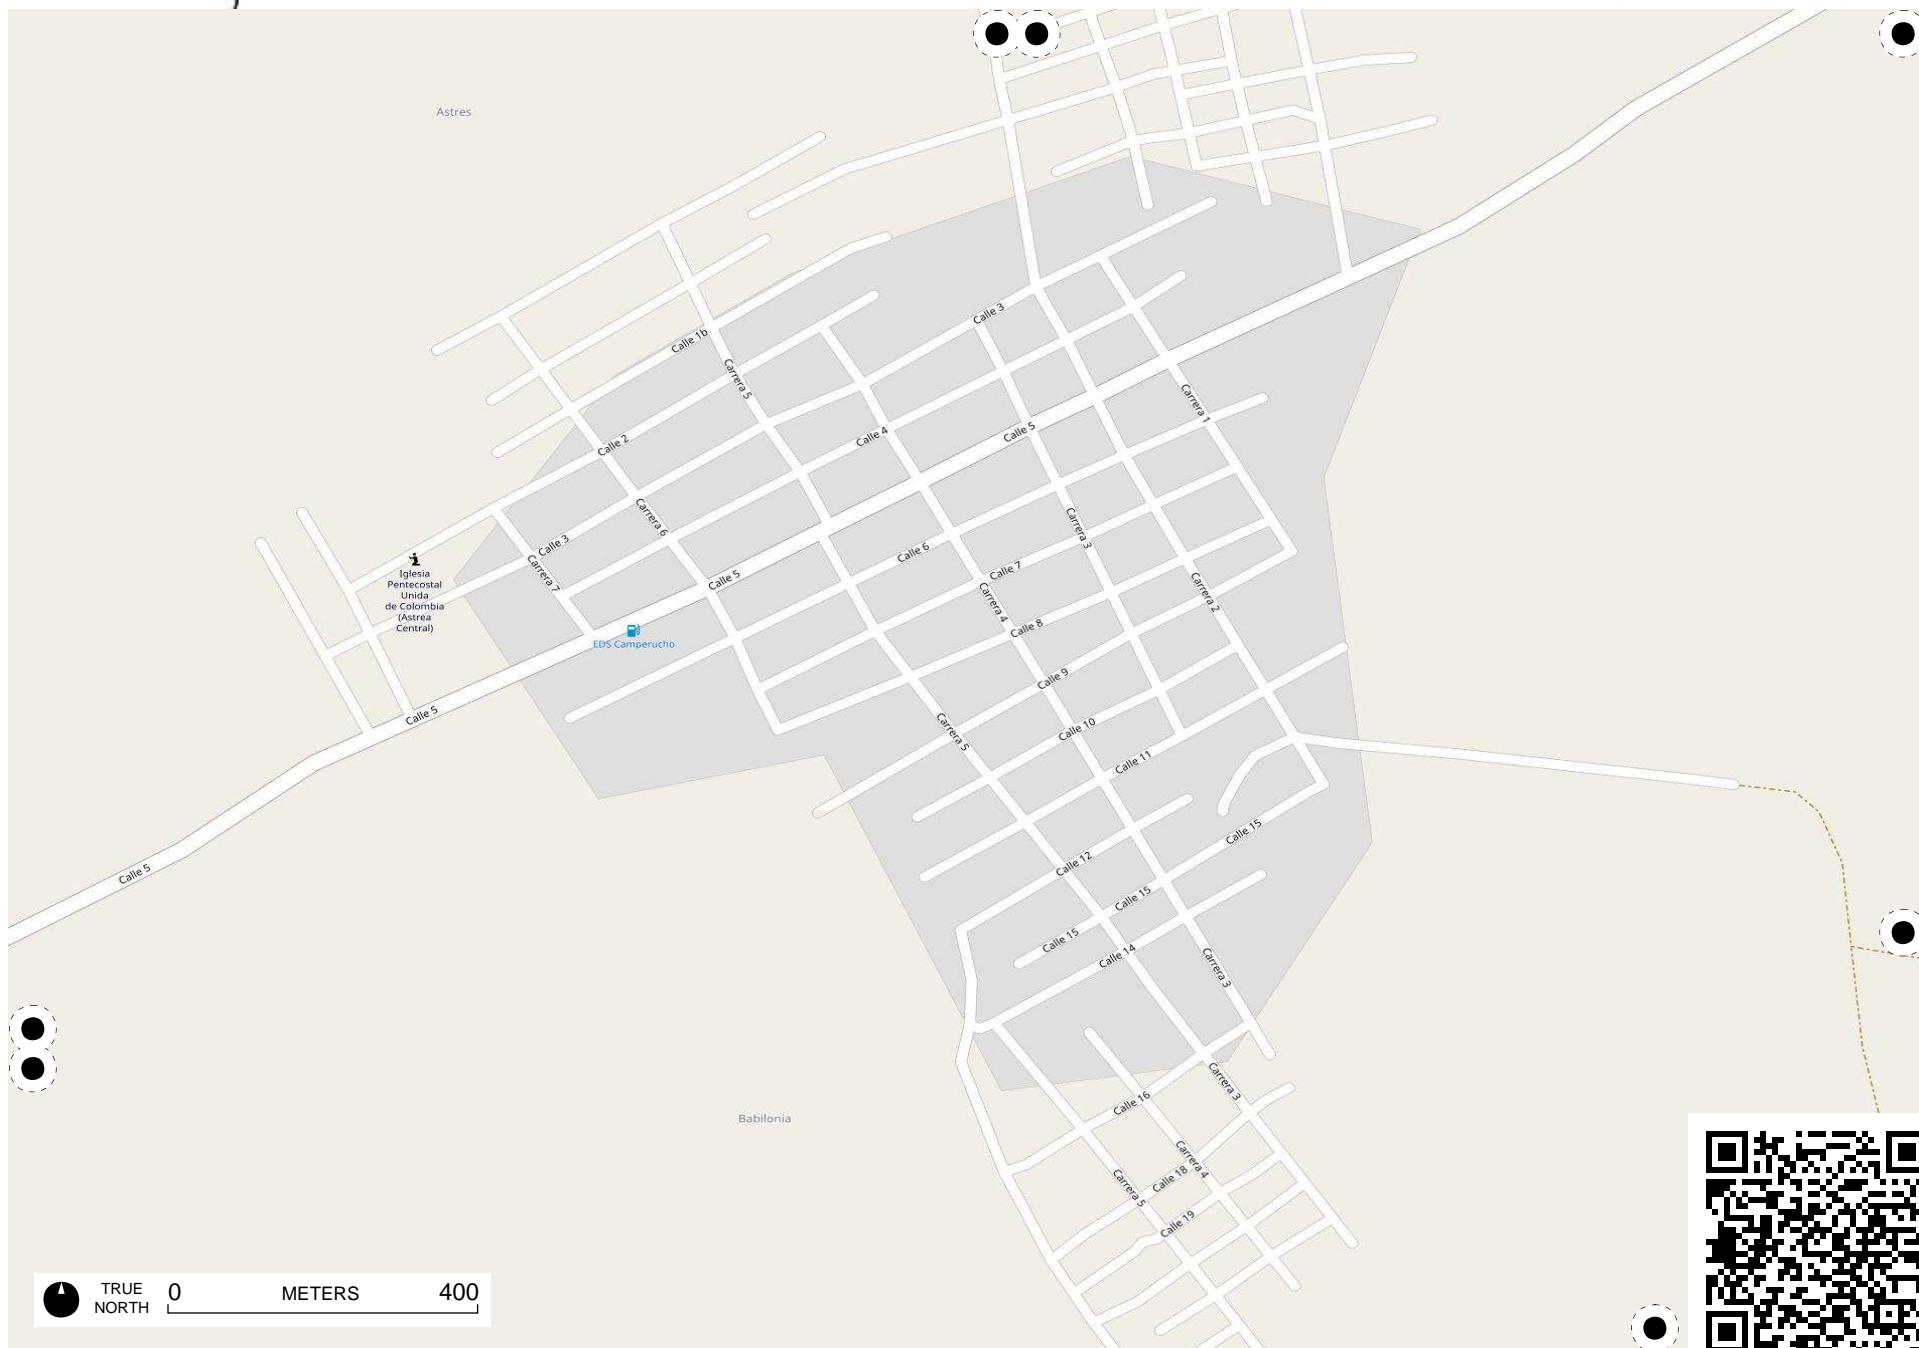 Astres
Calle 3
Calle 1b
Carrera 5
Carrera 1
Calle 4
Calle 5
Calle 2
Carrera 6
Carrera 3
Calle 3
Calle 6
Carrera 7
Calle 7
Calle 5
Iglesia
Pentecostal
Unida
de Colombia
(Astrea
Central)
Carrera 4
Carrera 2
Calle 8
EDS Camperucho
Calle 9
Calle 5
Calle 10
Carrera 5
Calle 11
Calle 15
Calle 12
Calle 5
Calle 15
Calle 15
Calle 14
Carrera 3
Carrera 3
Calle 16
Babilonia
Carrera 4
Calle 18
Carrera 5
Calle 19
TRUE
NORTH
0 METERS 400